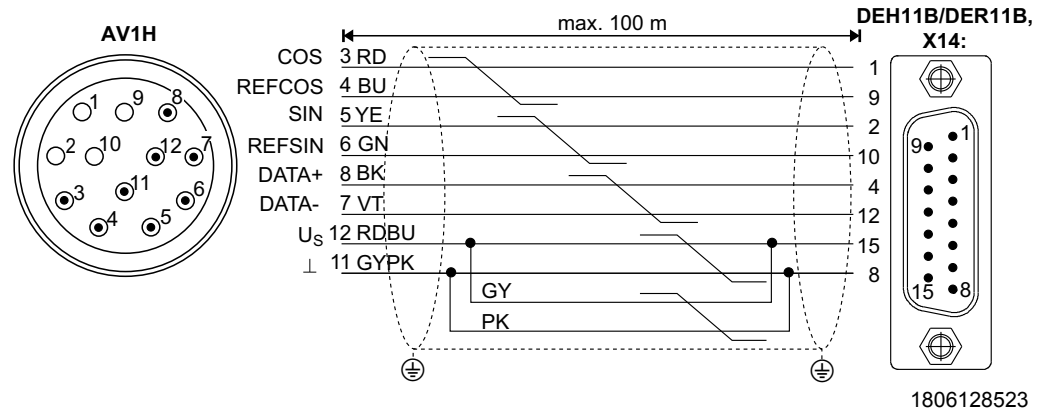 AV1H
max. 100 m
DEH11B/DER11B,
X14:
COS 3 RD 1
REFCOS 4 BU 9
SIN 5 YE 2
REFSIN 6 GN 10
DATA+ 8 BK 4
DATA- 7 VT 12
US 12 RDBU 15
⊥ 11 GYPK 8
GY
PK
1 9 8
2 10 12 7
3 11 6
4 5
9 1
15 8
1806128523